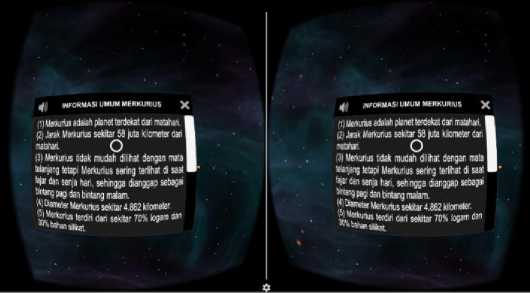 INFORMASI UMUM MERKURIUS
(1) Merkurius adalah planet terdekat dari matahari.
(2) Jarak Merkurius sekitar 58 juta kilometer dari
matahari.
(3) Merkurius tidak mudah dilihat dengan mata
telanjang tetapi Merkurius sering terlihat di saat
fajar dan senja hari, sehingga dianggap sebagai
bintang pagi dan bintang malam.
(4) Diameter Merkurius sekitar 4.862 kilometer.
(5) Merkurius terdiri dari sekitar 70% logam dan
30% bahan silikat.
INFORMASI UMUM MERKURIUS
(1) Merkurius adalah planet terdekat dari matahari.
(2) Jarak Merkurius sekitar 58 juta kilometer dari
matahari.
(3) Merkurius tidak mudah dilihat dengan mata
telanjang tetapi Merkurius sering terlihat di saat
fajar dan senja hari, sehingga dianggap sebagai
bintang pagi dan bintang malam.
(4) Diameter Merkurius sekitar 4.862 kilometer.
(5) Merkurius terdiri dari sekitar 70% logam dan
30% bahan silikat.